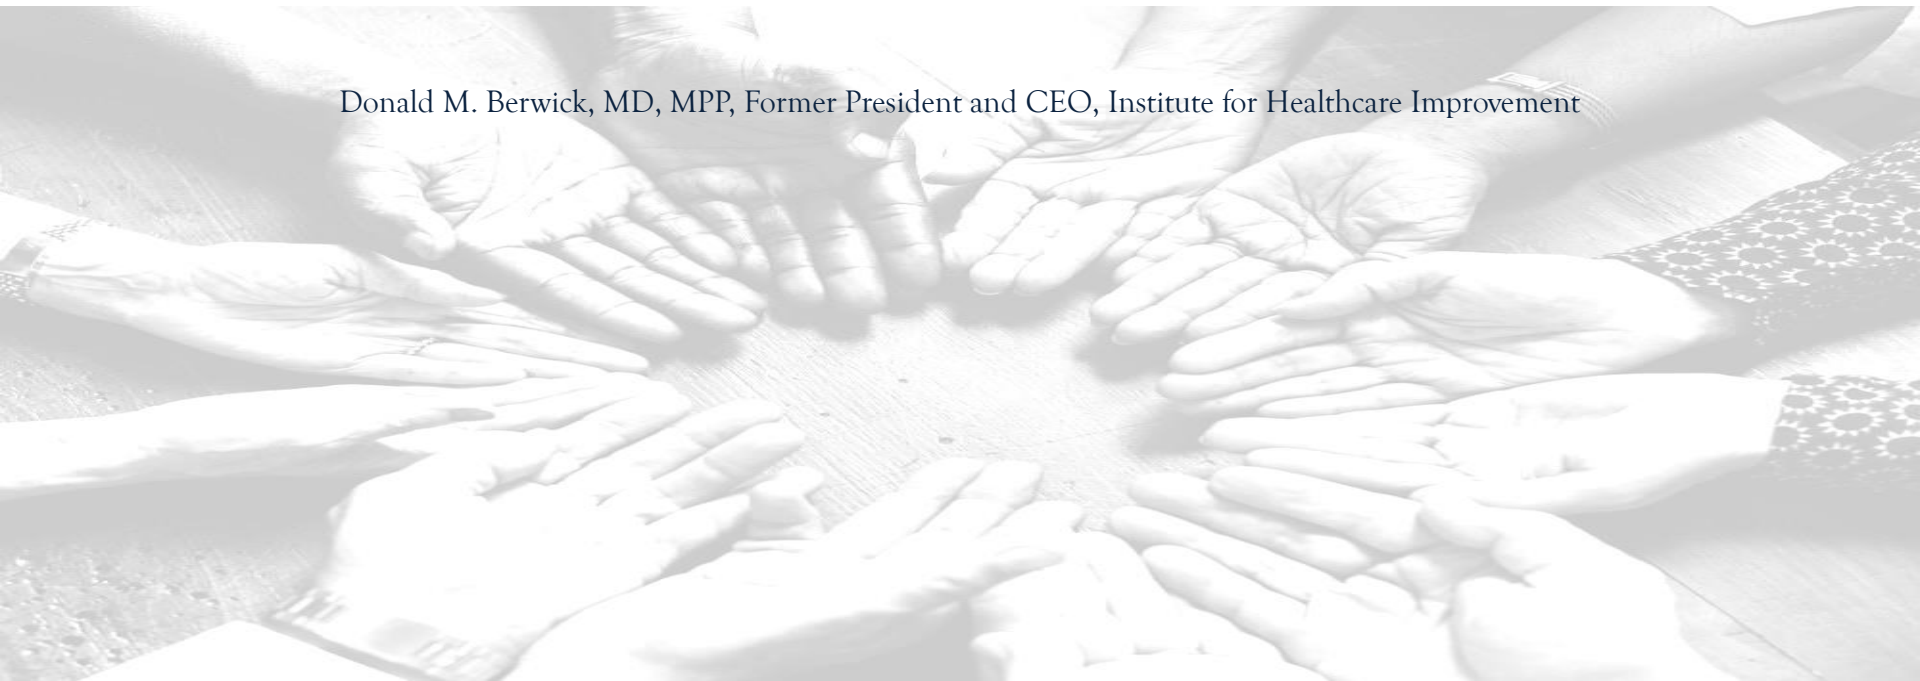 Donald M. Berwick, MD, MPP, Former President and CEO, Institute for Healthcare Improvement